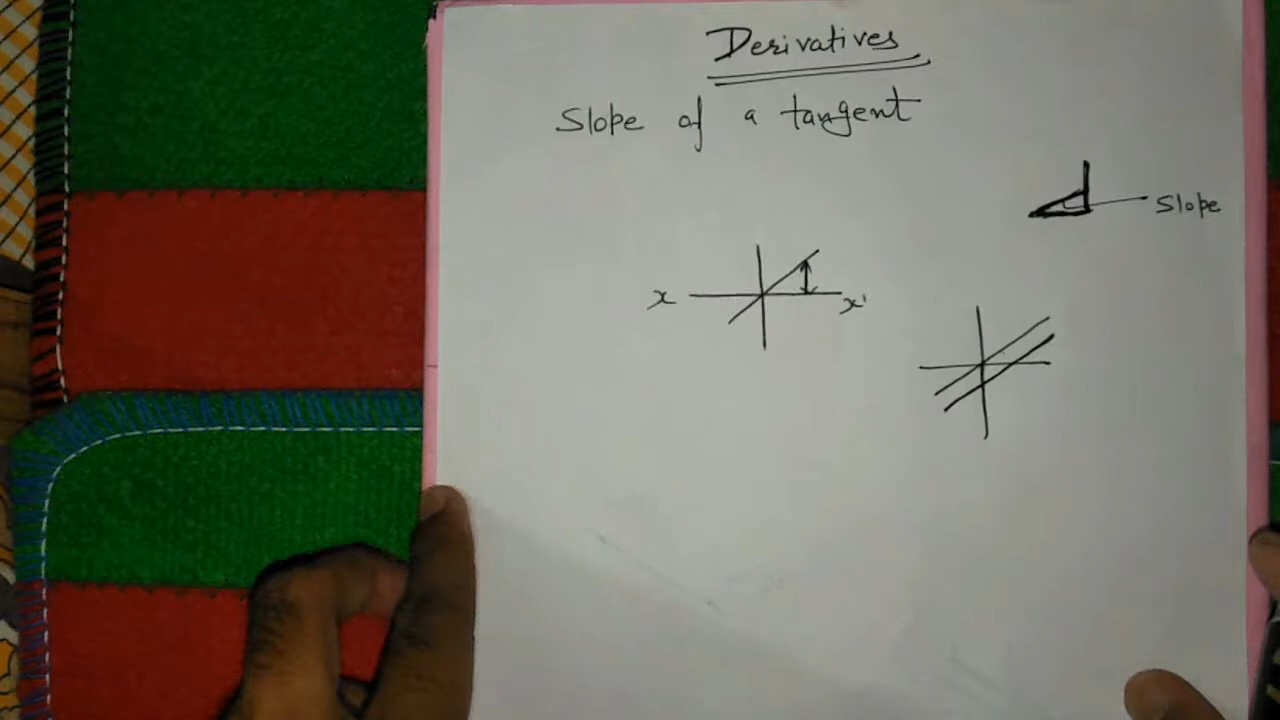 Derivatives
Slope of a tangent
Slope
x x'